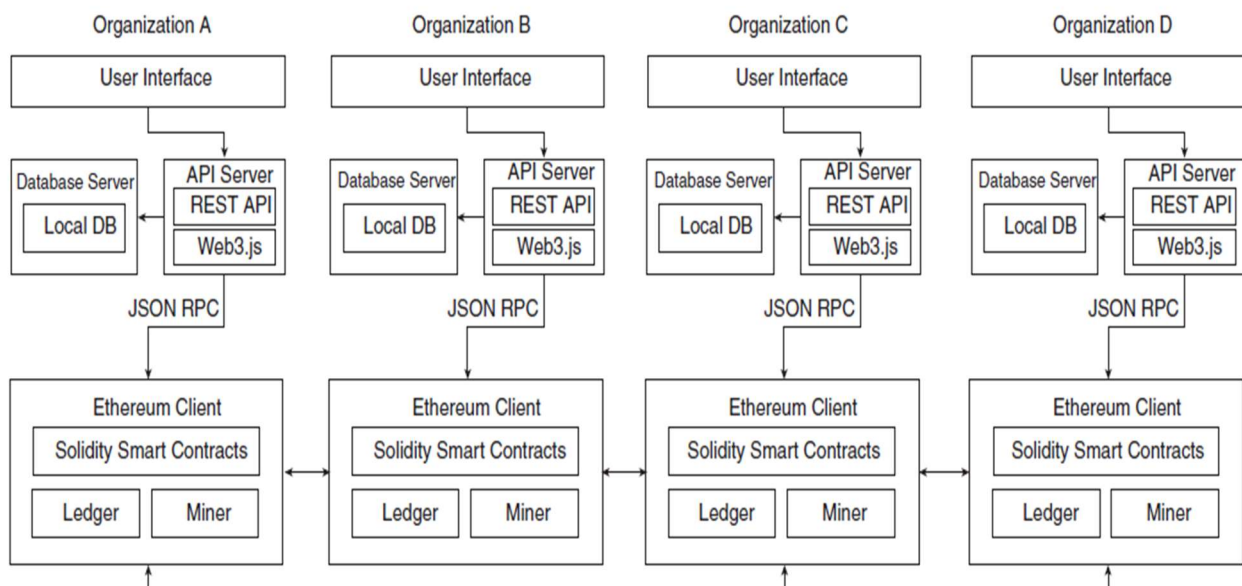 Organization A
Organization B
Organization C
Organization D
User Interface
User Interface
User Interface
User Interface
Database Server
Local DB
API Server
REST API
Web3.js
Database Server
Local DB
API Server
REST API
Web3.js
Database Server
Local DB
API Server
REST API
Web3.js
Database Server
Local DB
API Server
REST API
Web3.js
JSON RPC
JSON RPC
JSON RPC
JSON RPC
Ethereum Client
Solidity Smart Contracts
Ledger
Miner
Ethereum Client
Solidity Smart Contracts
Ledger
Miner
Ethereum Client
Solidity Smart Contracts
Ledger
Miner
Ethereum Client
Solidity Smart Contracts
Ledger
Miner